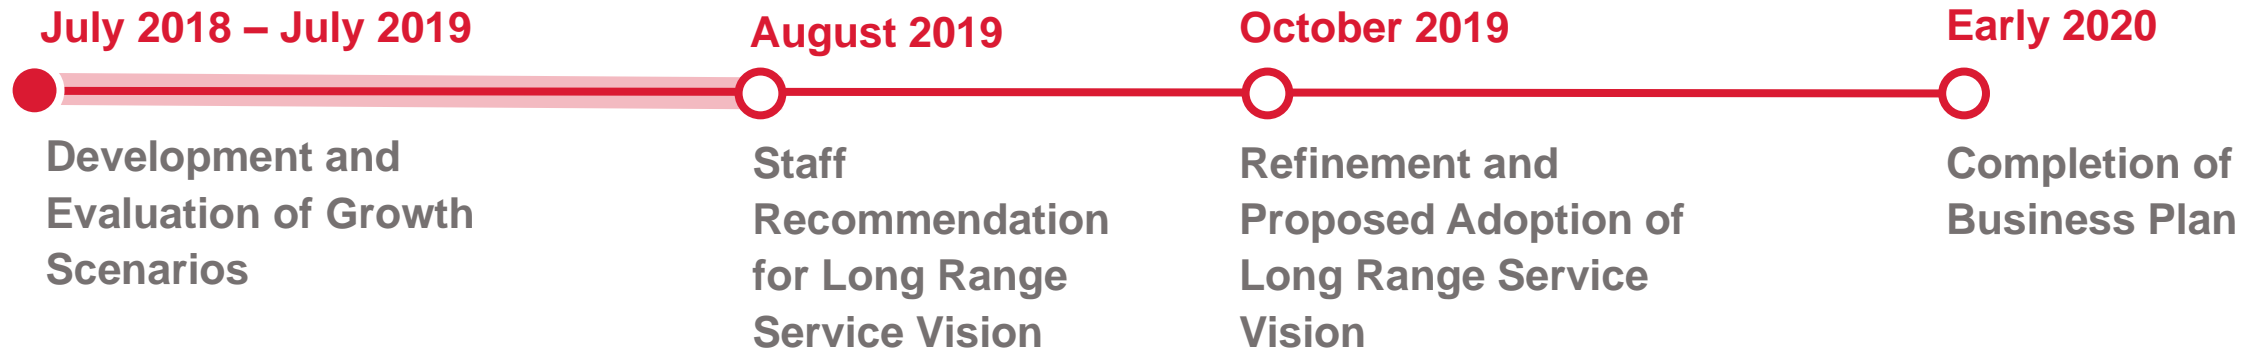 July 2018 – July 2019
Development and
Evaluation of Growth
Scenarios
August 2019
Staff
Recommendation
for Long Range
Service Vision
October 2019
Refinement and
Proposed Adoption of
Long Range Service
Vision
Early 2020
Completion of
Business Plan